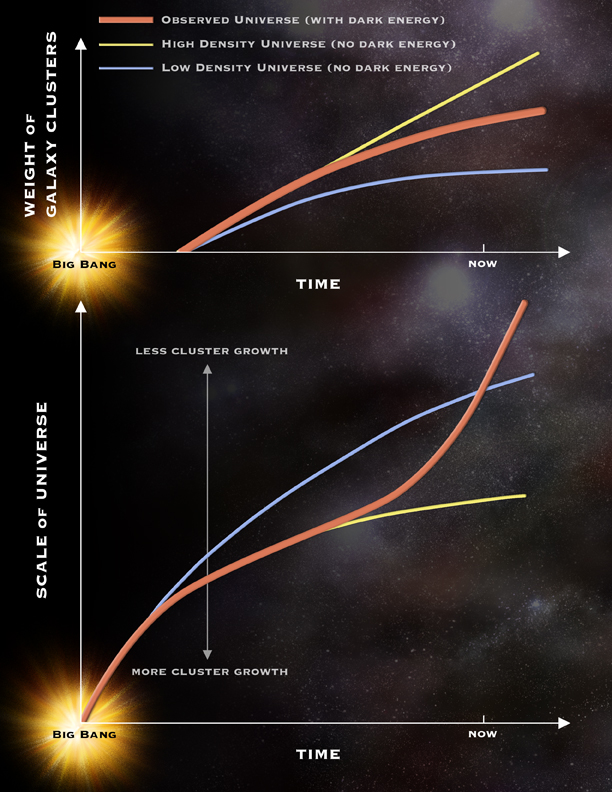 Observed Universe (with dark energy)
High Density Universe (no dark energy)
Low Density Universe (no dark energy)
Weight of
Galaxy Clusters
Big Bang
Now
Time
Less Cluster Growth
Scale of Universe
More Cluster Growth
Big Bang
Now
Time